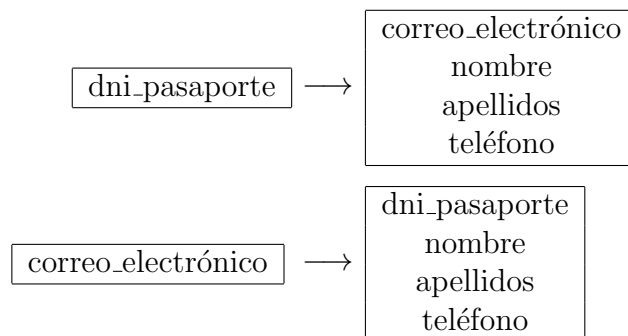 dni_pasaporte → correo_electrónico
nombre
apellidos
teléfono
correo_electrónico → dni_pasaporte
nombre
apellidos
teléfono